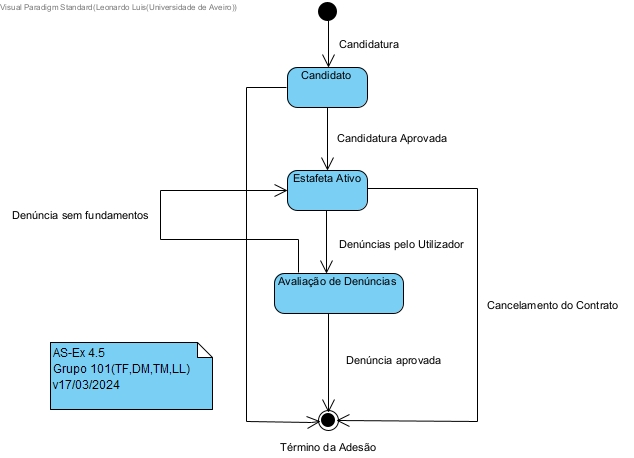 Visual Paradigm Standard(Leonardo Luis(Universidade de Aveiro))
Candidatura
Candidato
Candidatura Aprovada
Estafeta Ativo
Denúncia sem fundamentos
Denúncias pelo Utilizador
Avaliação de Denúncias
Cancelamento do Contrato
Denúncia aprovada
AS-Ex 4.5
Grupo 101(TF,DM,TM,LL)
v17/03/2024
Término da Adesão